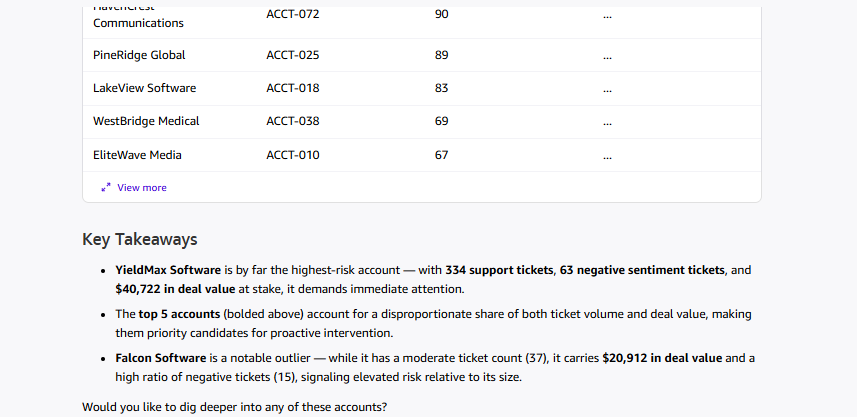 HavenCrest
Communications ACCT-072 90 ...
PineRidge Global ACCT-025 89 ...
LakeView Software ACCT-018 83 ...
WestBridge Medical ACCT-038 69 ...
EliteWave Media ACCT-010 67 ...
View more
Key Takeaways
• YieldMax Software is by far the highest-risk account — with 334 support tickets, 63 negative sentiment tickets, and
$40,722 in deal value at stake, it demands immediate attention.
• The top 5 accounts (bolded above) account for a disproportionate share of both ticket volume and deal value, making
them priority candidates for proactive intervention.
• Falcon Software is a notable outlier — while it has a moderate ticket count (37), it carries $20,912 in deal value and a
high ratio of negative tickets (15), signaling elevated risk relative to its size.
Would you like to dig deeper into any of these accounts?